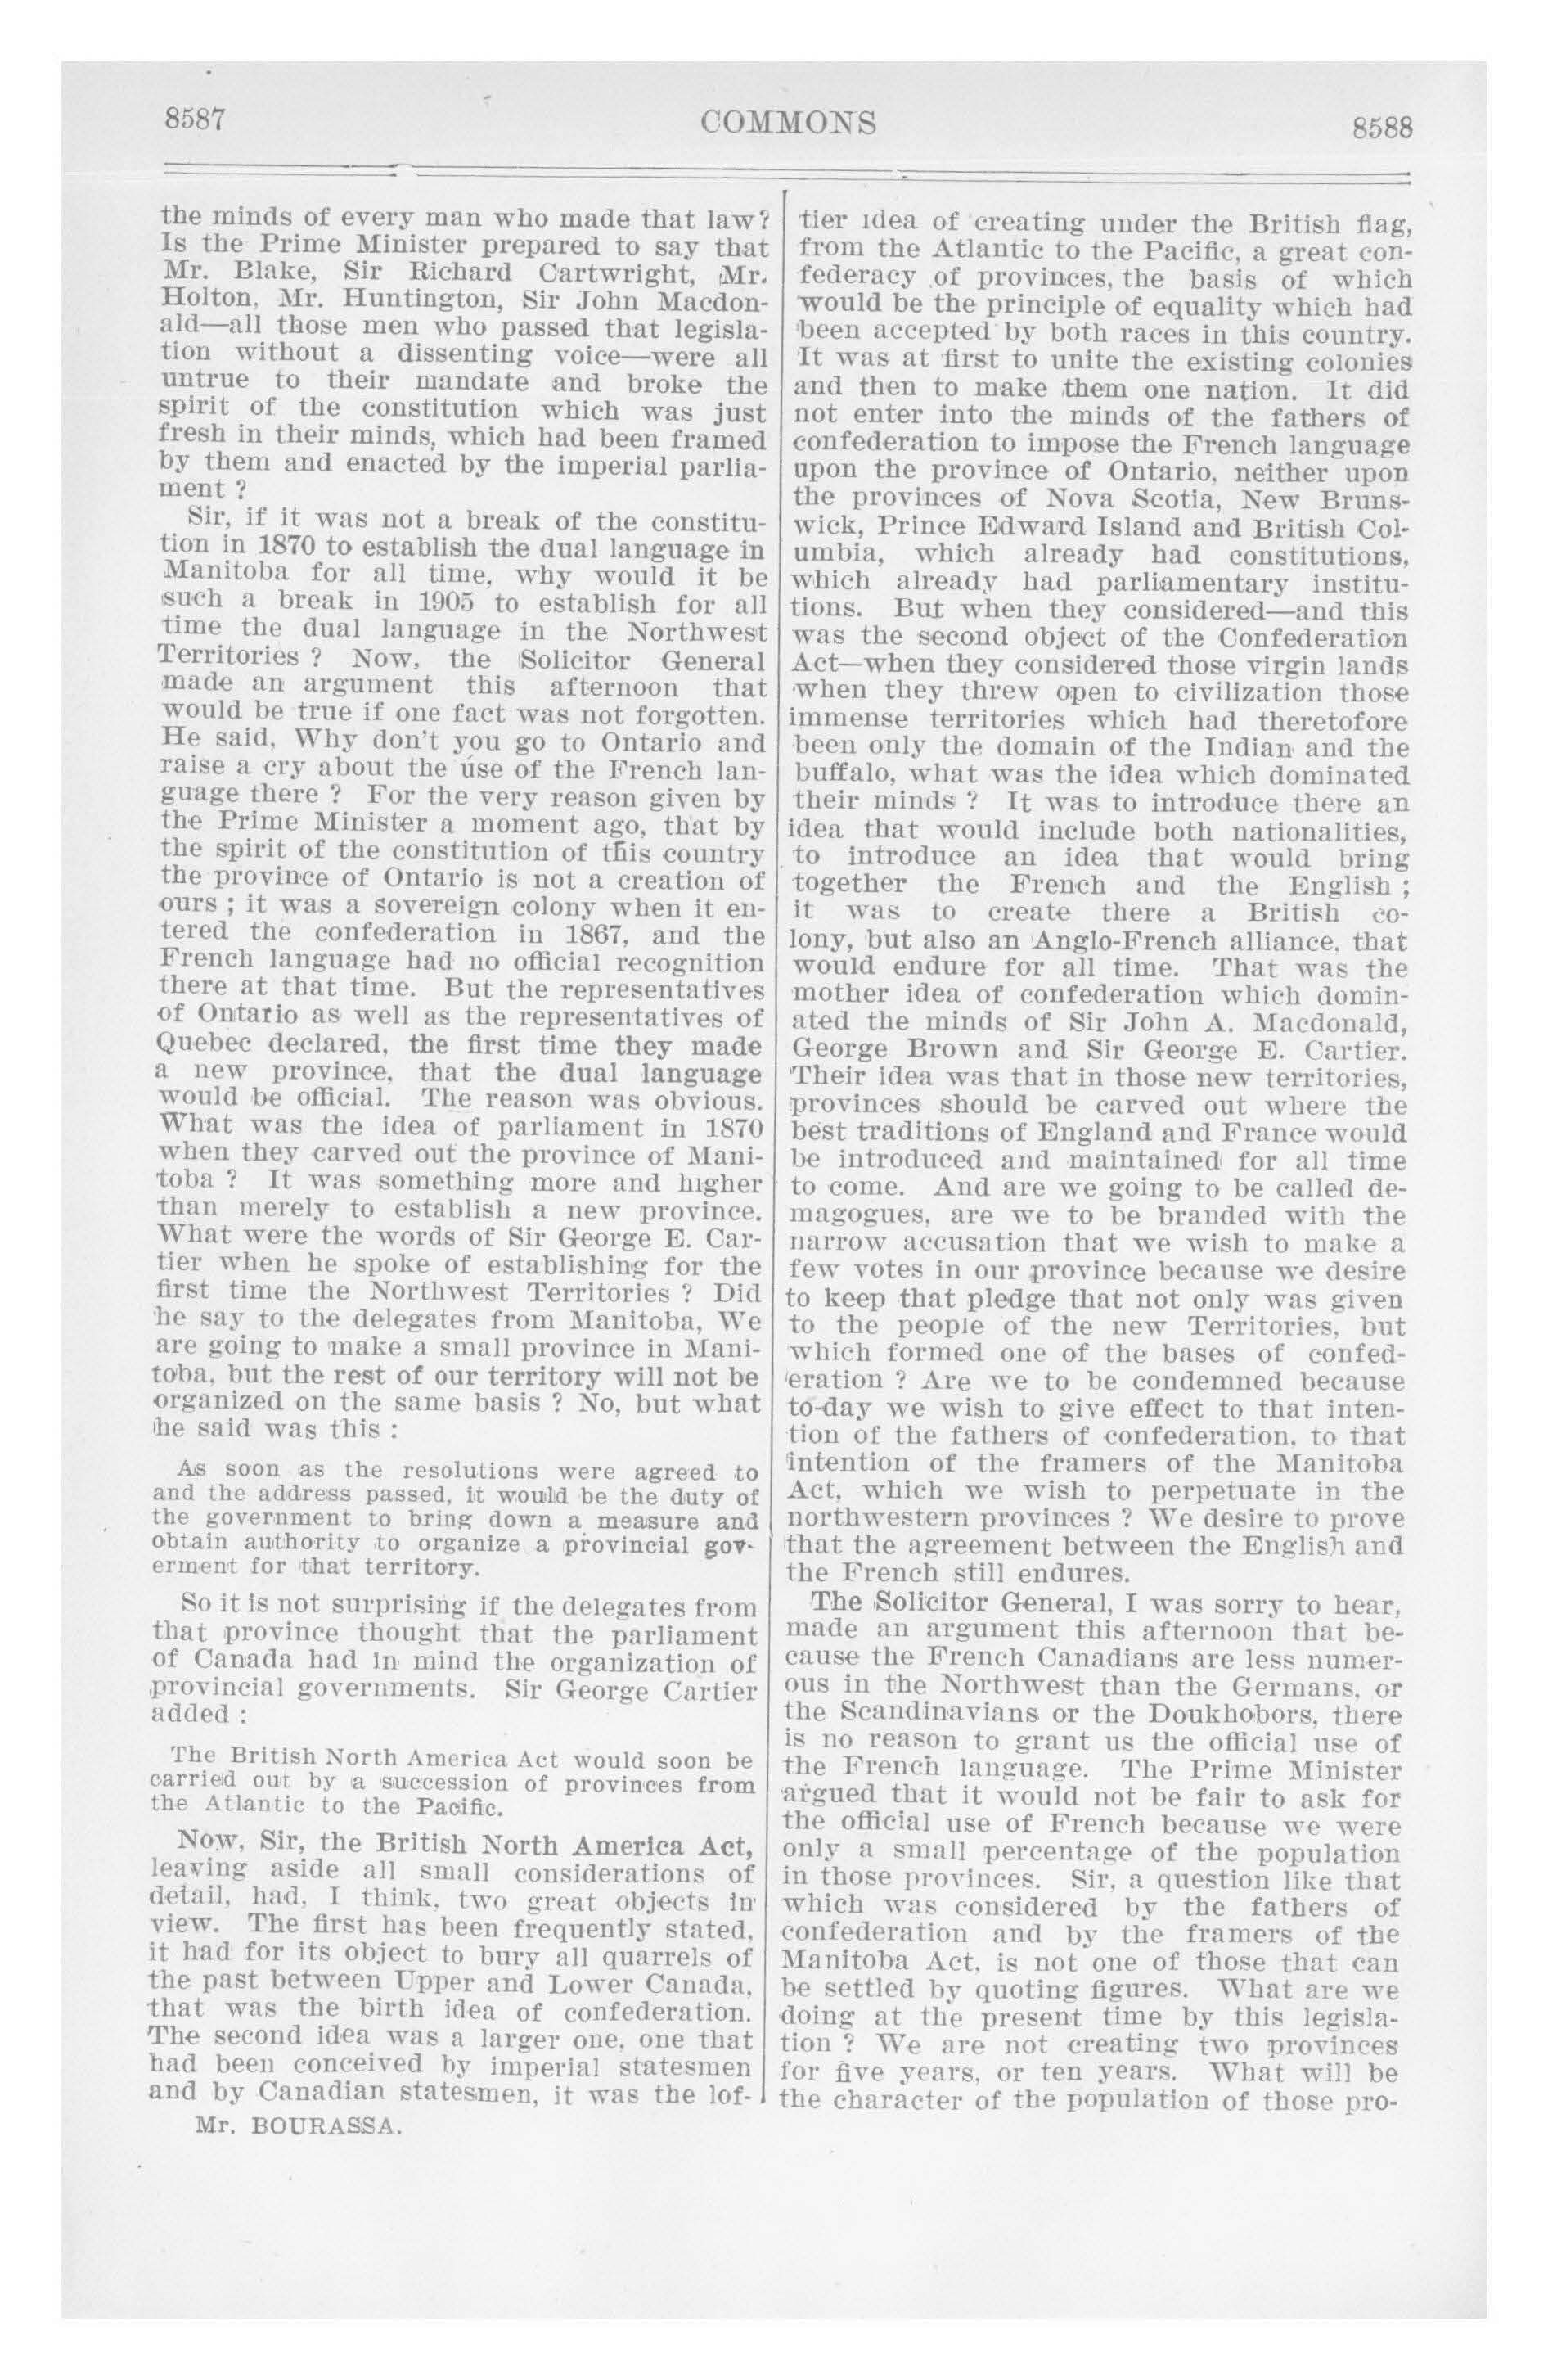 8587
COMMONS
8588
the minds of every man who made that law?
Is the Prime Minister prepared to say that
Mr. Blake, Sir Richard Cartwright, Mr.
Holton, Mr. Huntington, Sir John Macdon-
ald—all those men who passed that legisla-
tion without a dissenting voice—were all
untrue to their mandate and broke the
spirit of the constitution which was just
fresh in their minds, which had been framed
by them and enacted by the imperial parlia-
ment ?
Sir, if it was not a break of the constitu-
tion in 1870 to establish the dual language in
Manitoba for all time, why would it be
such a break in 1905 to establish for all
time the dual language in the Northwest
Territories ? Now, the Solicitor General
made an argument this afternoon that
would be true if one fact was not forgotten.
He said, Why don't you go to Ontario and
raise a cry about the use of the French lan-
guage there ? For the very reason given by
the Prime Minister a moment ago, that by
the spirit of the constitution of this country
the province of Ontario is not a creation of
ours ; it was a sovereign colony when it en-
tered the confederation in 1867, and the
French language had no official recognition
there at that time. But the representatives
of Ontario as well as the representatives of
Quebec declared, the first time they made
a new province, that the dual language
would be official. The reason was obvious.
What was the idea of parliament in 1870
when they carved out the province of Mani-
toba ? It was something more and higher
than merely to establish a new province.
What were the words of Sir George E. Car-
tier when he spoke of establishing for the
first time the Northwest Territories ? Did
he say to the delegates from Manitoba, We
are going to make a small province in Mani-
toba, but the rest of our territory will not be
organized on the same basis ? No, but what
he said was this :
As soon as the resolutions were agreed to
and the address passed, it would be the duty of
the government to bring down a measure and
obtain authority to organize a provincial gov-
erment for that territory.
So it is not surprising if the delegates from
that province thought that the parliament
of Canada had in mind the organization of
provincial governments. Sir George Cartier
added :
The British North America Act would soon be
carried out by a succession of provinces from
the Atlantic to the Pacific.
Now, Sir, the British North America Act,
leaving aside all small considerations of
detail, had, I think, two great objects in
view. The first has been frequently stated,
it had for its object to bury all quarrels of
the past between Upper and Lower Canada,
that was the birth idea of confederation.
The second idea was a larger one, one that
had been conceived by imperial statesmen
and by Canadian statesmen, it was the lof-
Mr. BOURASSA.
tier idea of creating under the British flag,
from the Atlantic to the Pacific, a great con-
federacy of provinces, the basis of which
would be the principle of equality which had
been accepted by both races in this country.
It was at first to unite the existing colonies
and then to make them one nation. It did
not enter into the minds of the fathers of
confederation to impose the French language
upon the province of Ontario, neither upon
the provinces of Nova Scotia, New Bruns-
wick, Prince Edward Island and British Col-
umbia, which already had constitutions,
which already had parliamentary institu-
tions. But when they considered—and this
was the second object of the Confederation
Act—when they considered those virgin lands
when they threw open to civilization those
immense territories which had theretofore
been only the domain of the Indian and the
buffalo, what was the idea which dominated
their minds ? It was to introduce there an
idea that would include both nationalities,
to introduce an idea that would bring
together the French and the English ;
it was to create there a British co-
lony, but also an Anglo-French alliance, that
would endure for all time. That was the
mother idea of confederation which domin-
ated the minds of Sir John A. Macdonald,
George Brown and Sir George E. Cartier.
Their idea was that in those new territories,
provinces should be carved out where the
best traditions of England and France would
be introduced and maintained for all time
to come. And are we going to be called de-
magogues, are we to be branded with the
narrow accusation that we wish to make a
few votes in our province because we desire
to keep that pledge that not only was given
to the people of the new Territories, but
which formed one of the bases of confed-
eration ? Are we to be condemned because
to-day we wish to give effect to that inten-
tion of the fathers of confederation, to that
intention of the framers of the Manitoba
Act, which we wish to perpetuate in the
northwestern provinces ? We desire to prove
that the agreement between the English and
the French still endures.
The Solicitor General, I was sorry to hear,
made an argument this afternoon that be-
cause the French Canadians are less numer-
ous in the Northwest than the Germans, or
the Scandinavians or the Doukhobors, there
is no reason to grant us the official use of
the French language. The Prime Minister
argued that it would not be fair to ask for
the official use of French because we were
only a small percentage of the population
in those provinces. Sir, a question like that
which was considered by the fathers of
confederation and by the framers of the
Manitoba Act, is not one of those that can
be settled by quoting figures. What are we
doing at the present time by this legisla-
tion ? We are not creating two provinces
for five years, or ten years. What will be
the character of the population of those pro-